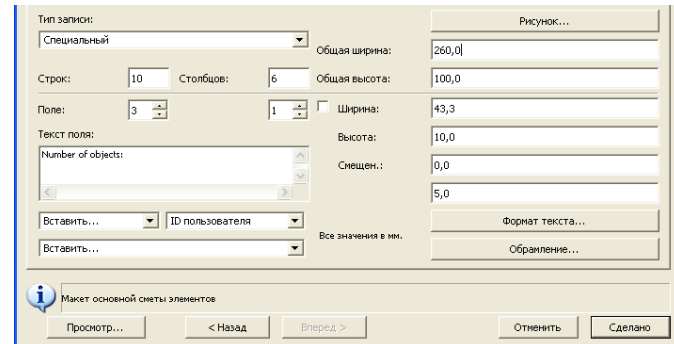 Тип записи:
Рисунок...
Специальный
Общая ширина:
260,0
Строк:
10
Столбцов:
6
Общая высота:
100,0
Поле:
3
1
Ширина:
43,3
Текст поля:
Высота:
10,0
Number of objects:
Смещен.:
0,0
5,0
Вставить...
ID пользователя
Формат текста...
Все значения в мм.
Вставить...
Обрамление...
Макет основной сметы элементов
Просмотр...
< Назад
Вперед >
Отменить
Сделано